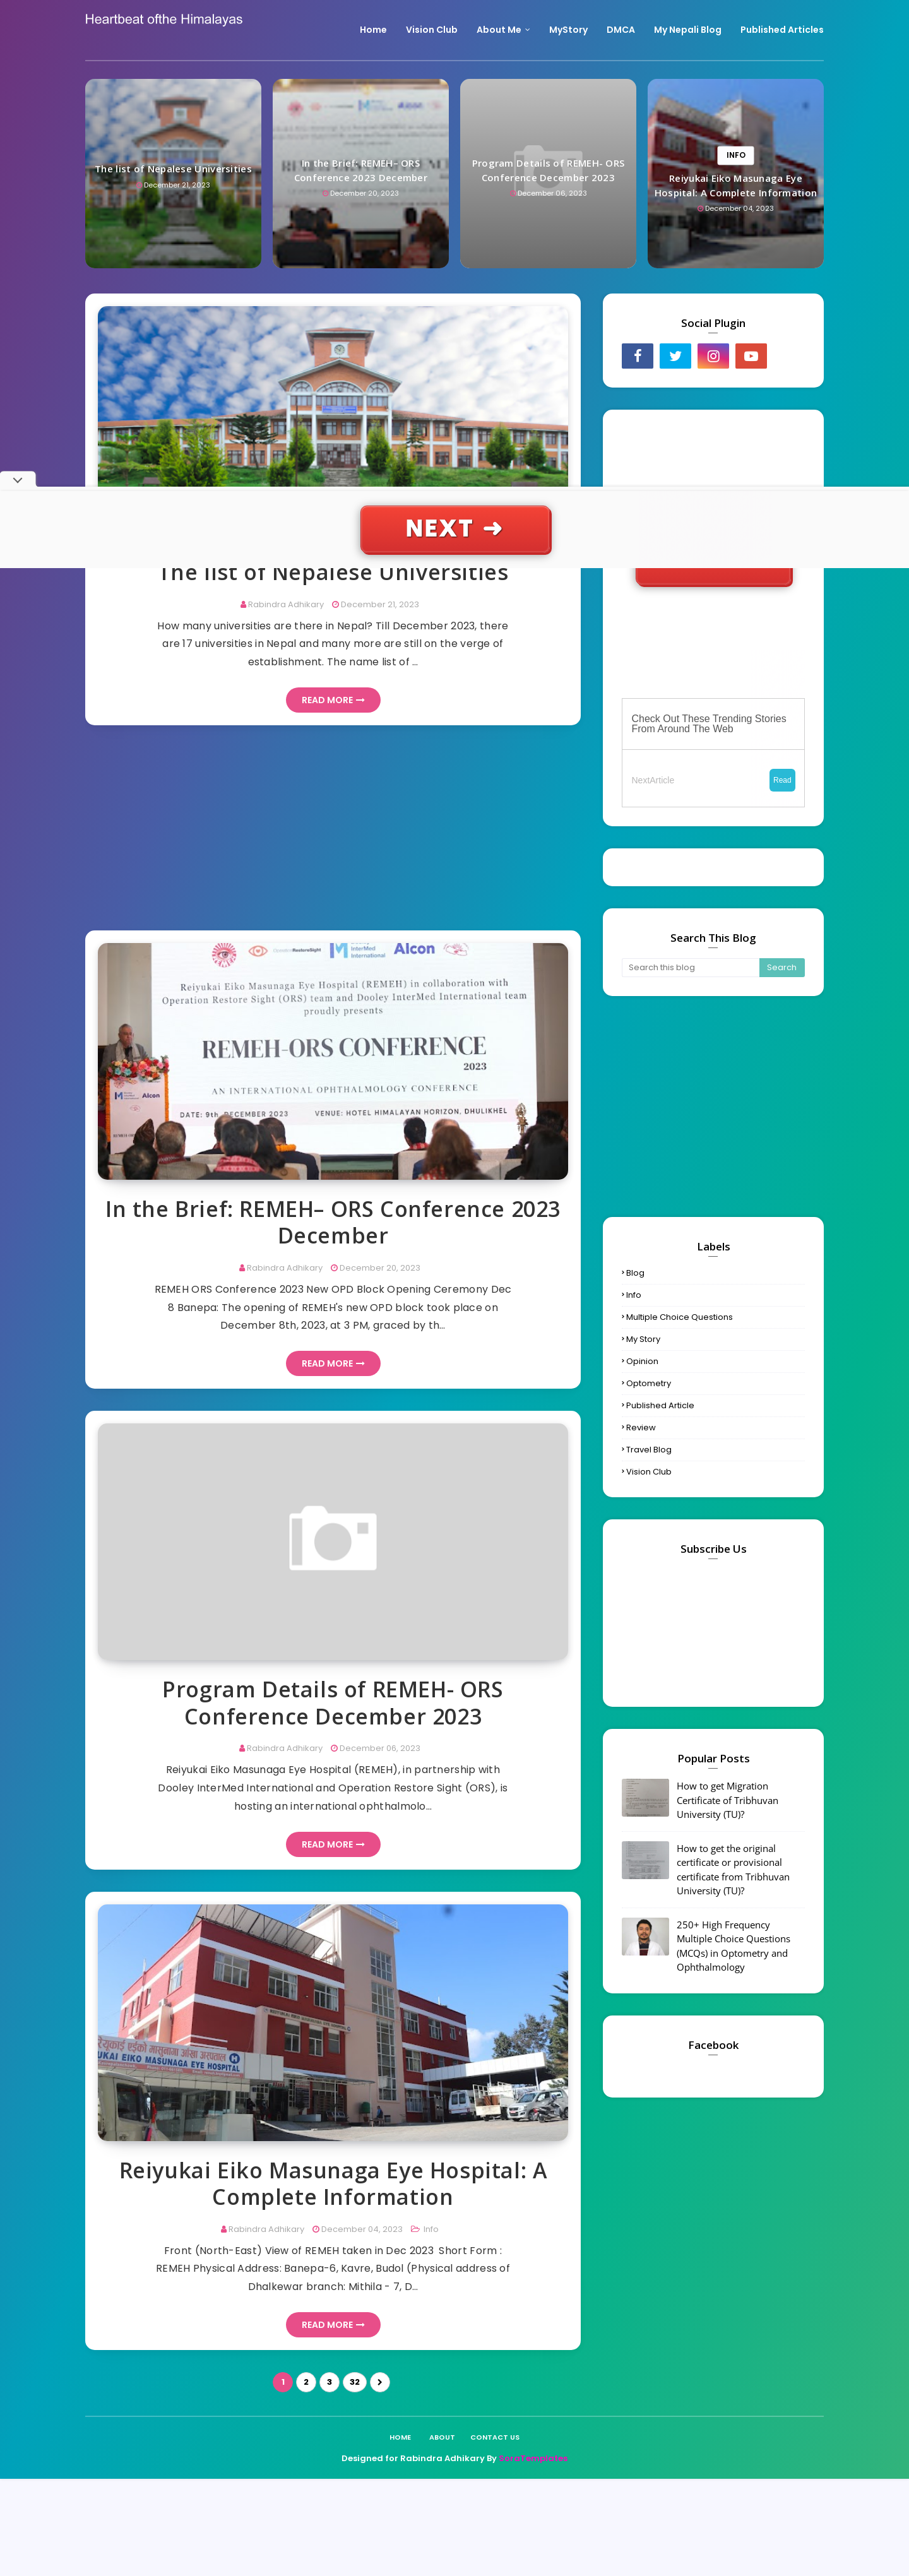 Heartbeat ofthe Himalayas
Home
Vision Club
About Me
MyStory
DMCA
My Nepali Blog
Published Articles
The list of Nepalese Universities
December 21, 2023
In the Brief: REMEH– ORS
Conference 2023 December
December 20, 2023
Program Details of REMEH- ORS
Conference December 2023
December 06, 2023
INFO
Reiyukai Eiko Masunaga Eye
Hospital: A Complete Information
December 04, 2023
NEXT ➜
The list of Nepalese Universities
Rabindra Adhikary December 21, 2023
How many universities are there in Nepal? Till December 2023, there
are 17 universities in Nepal and many more are still on the verge of
establishment. The name list of ...
READ MORE
InterMed
International
Alcon
Reiyukai Eiko Masunaga Eye Hospital (REMEH) in collaboration with
Operation Restore Sight (ORS) team and Dooley InterMed International team
proudly presents
REMEH-ORS CONFERENCE
2023
AN INTERNATIONAL OPHTHALMOLOGY CONFERENCE
DATE: 9th, DECEMBER 2023
VENUE: HOTEL HIMALAYAN HORIZON, DHULIKHEL
Alcon
In the Brief: REMEH– ORS Conference 2023
December
Rabindra Adhikary December 20, 2023
REMEH ORS Conference 2023 New OPD Block Opening Ceremony Dec
8 Banepa: The opening of REMEH's new OPD block took place on
December 8th, 2023, at 3 PM, graced by th...
READ MORE
Program Details of REMEH- ORS
Conference December 2023
Rabindra Adhikary December 06, 2023
Reiyukai Eiko Masunaga Eye Hospital (REMEH), in partnership with
Dooley InterMed International and Operation Restore Sight (ORS), is
hosting an international ophthalmolo...
READ MORE
EIKO MASUNAGA EYE HOSPITAL
Reiyukai Eiko Masunaga Eye Hospital: A
Complete Information
Rabindra Adhikary December 04, 2023 Info
Front (North-East) View of REMEH taken in Dec 2023 Short Form :
REMEH Physical Address: Banepa-6, Kavre, Budol (Physical address of
Dhalkewar branch: Mithila - 7, D...
READ MORE
1 2 3 32
Social Plugin
Check Out These Trending Stories
From Around The Web
NextArticle
Read
Search This Blog
Search this blog
Search
Labels
Blog
Info
Multiple Choice Questions
My Story
Opinion
Optometry
Published Article
Review
Travel Blog
Vision Club
Subscribe Us
Popular Posts
How to get Migration
Certificate of Tribhuvan
University (TU)?
How to get the original
certificate or provisional
certificate from Tribhuvan
University (TU)?
250+ High Frequency
Multiple Choice Questions
(MCQs) in Optometry and
Ophthalmology
Facebook
HOME
ABOUT
CONTACT US
Designed for Rabindra Adhikary By SoraTemplates